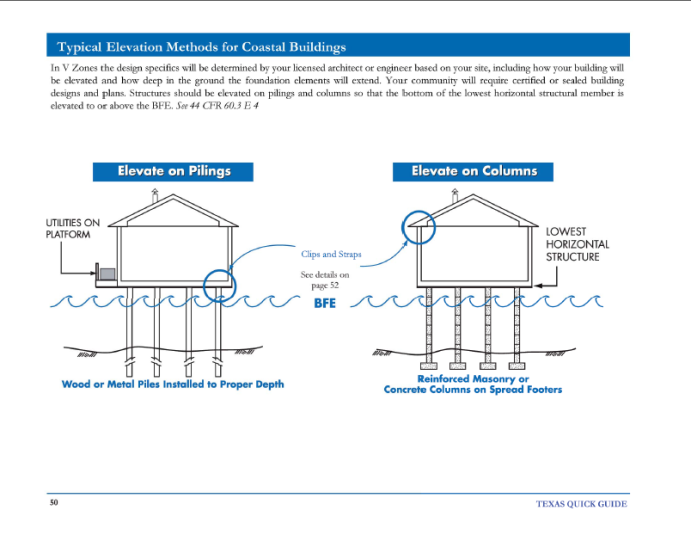 Typical Elevation Methods for Coastal Buildings
In V Zones the design specifics will be determined by your licensed architect or engineer based on your site, including how your building will
be elevated and how deep in the ground the foundation elements will extend. Your community will require certified or sealed building
designs and plans. Structures should be elevated on pilings and columns so that the bottom of the lowest horizontal structural member is
elevated to or above the BFE. See 44 CFR 60.3 E 4
Elevate on Pilings
Elevate on Columns
UTILITIES ON
PLATFORM
Clips and Straps
See details on
page 52
BFE
LOWEST
HORIZONTAL
STRUCTURE
Wood or Metal Piles Installed to Proper Depth
Reinforced Masonry or
Concrete Columns on Spread Footers
50
TEXAS QUICK GUIDE